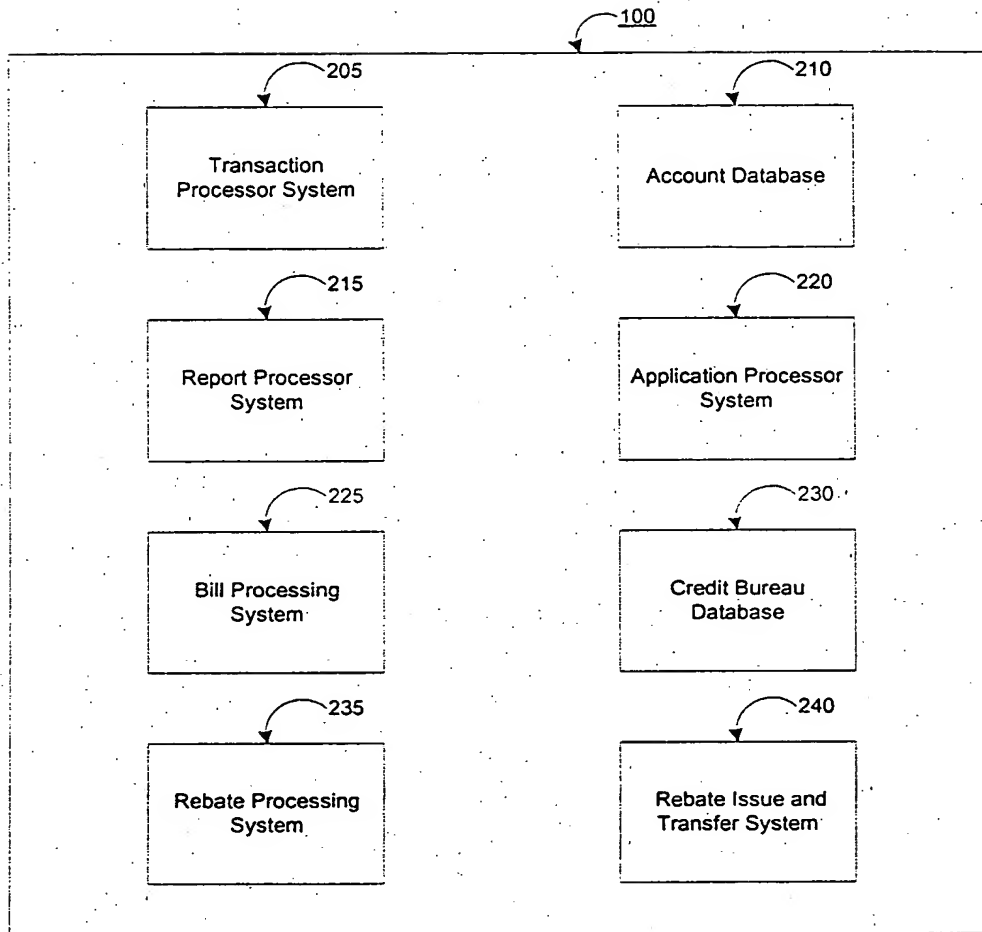 100
205
Transaction
Processor System
210
Account Database
215
Report Processor
System
220
Application Processor
System
225
Bill Processing
System
230
Credit Bureau
Database
235
Rebate Processing
System
240
Rebate Issue and
Transfer System